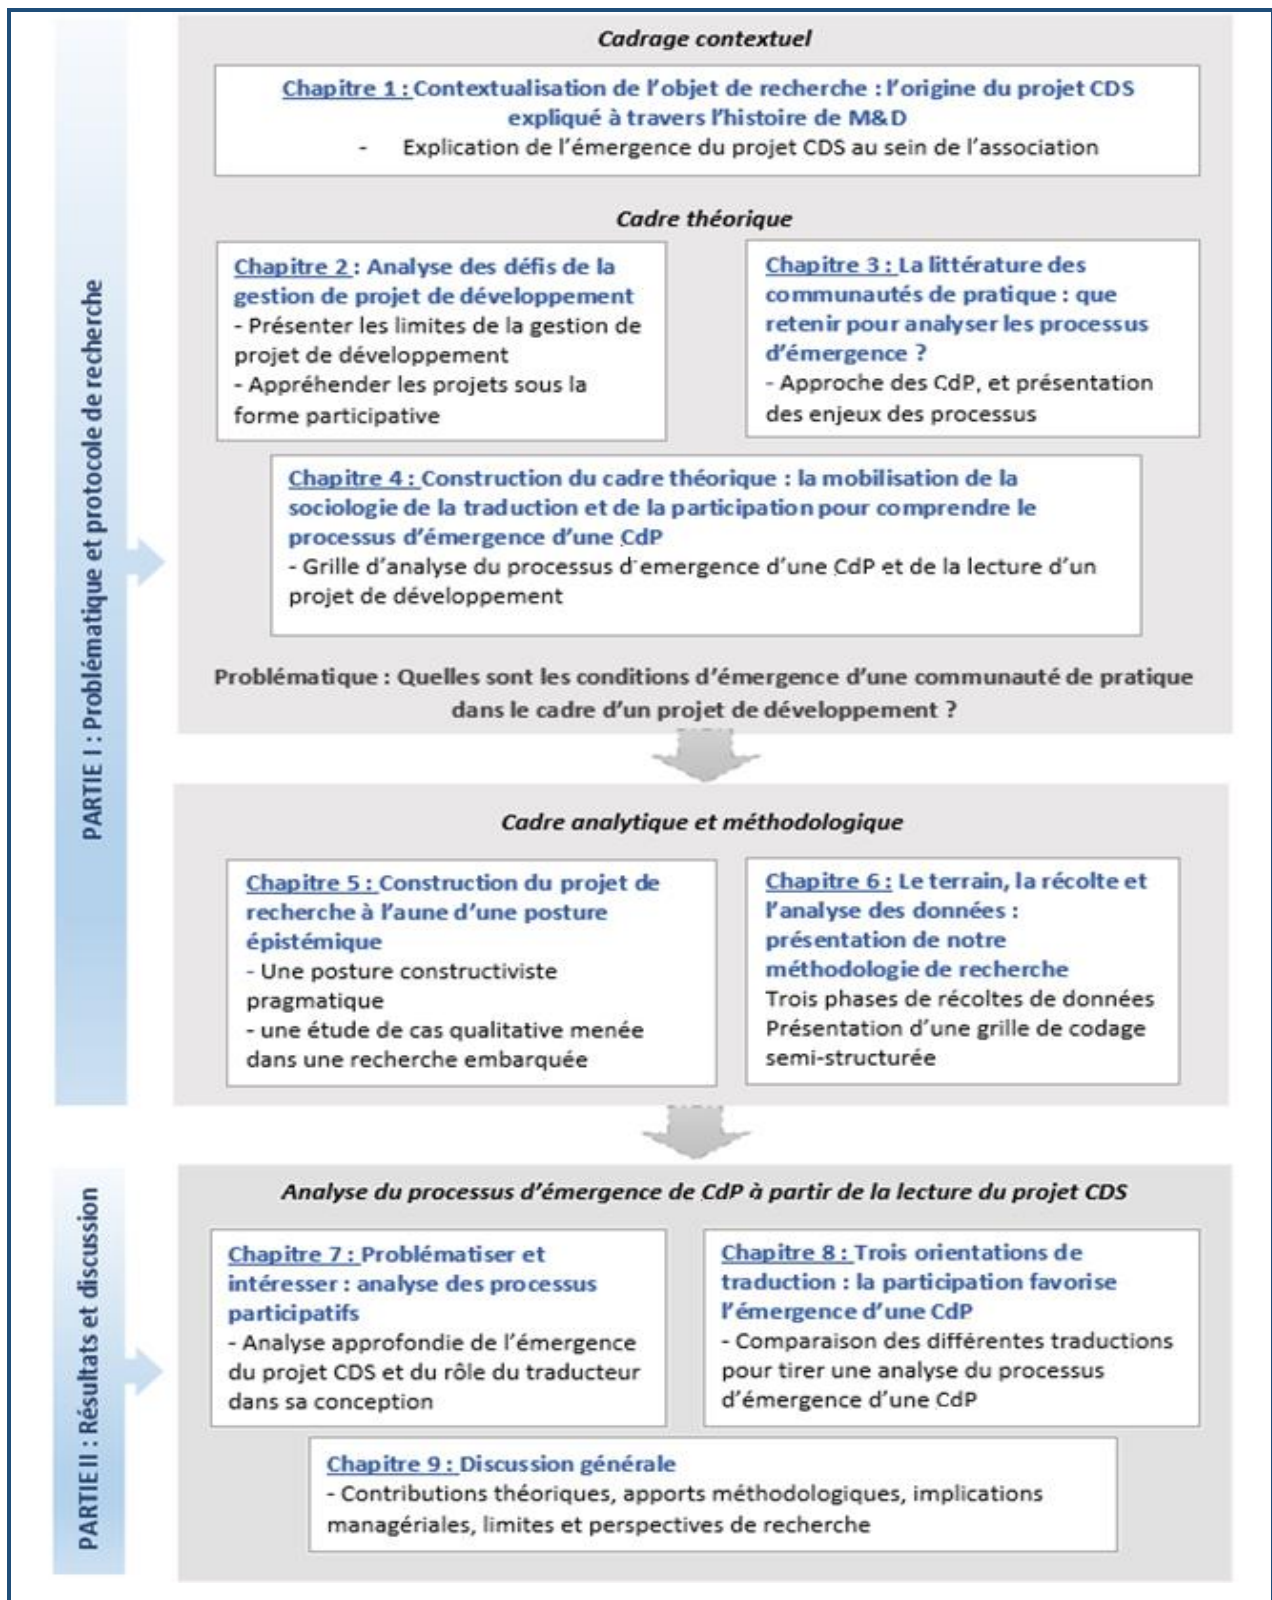 PARTIE I : Problématique et protocole de recherche
Cadrage contextuel
Chapitre 1 : Contextualisation de l'objet de recherche : l'origine du projet CDS
expliqué à travers l'histoire de M&D
- Explication de l'émergence du projet CDS au sein de l'association
Cadre théorique
Chapitre 2 : Analyse des défis de la
gestion de projet de développement
- Présenter les limites de la gestion de
projet de développement
- Appréhender les projets sous la
forme participative
Chapitre 3 : La littérature des
communautés de pratique : que
retenir pour analyser les processus
d'émergence ?
- Approche des CdP, et présentation
des enjeux des processus
Chapitre 4 : Construction du cadre théorique : la mobilisation de la
sociologie de la traduction et de la participation pour comprendre le
processus d'émergence d'une CdP
- Grille d'analyse du processus d'emergence d'une CdP et de la lecture d'un
projet de développement
Problématique : Quelles sont les conditions d'émergence d'une communauté de pratique
dans le cadre d'un projet de développement ?
Cadre analytique et méthodologique
Chapitre 5 : Construction du projet de
recherche à l'aune d'une posture
épistémique
- Une posture constructiviste
pragmatique
- une étude de cas qualitative menée
dans une recherche embarquée
Chapitre 6 : Le terrain, la récolte et
l'analyse des données :
présentation de notre
méthodologie de recherche
Trois phases de récoltes de données
Présentation d'une grille de codage
semi-structurée
PARTIE II : Résultats et discussion
Analyse du processus d'émergence de CdP à partir de la lecture du projet CDS
Chapitre 7 : Problématiser et
intéresser : analyse des processus
participatifs
- Analyse approfondie de l'émergence
du projet CDS et du rôle du traducteur
dans sa conception
Chapitre 8 : Trois orientations de
traduction : la participation favorise
l'émergence d'une CdP
- Comparaison des différentes traductions
pour tirer une analyse du processus
d'émergence d'une CdP
Chapitre 9 : Discussion générale
- Contributions théoriques, apports méthodologiques, implications
managériales, limites et perspectives de recherche